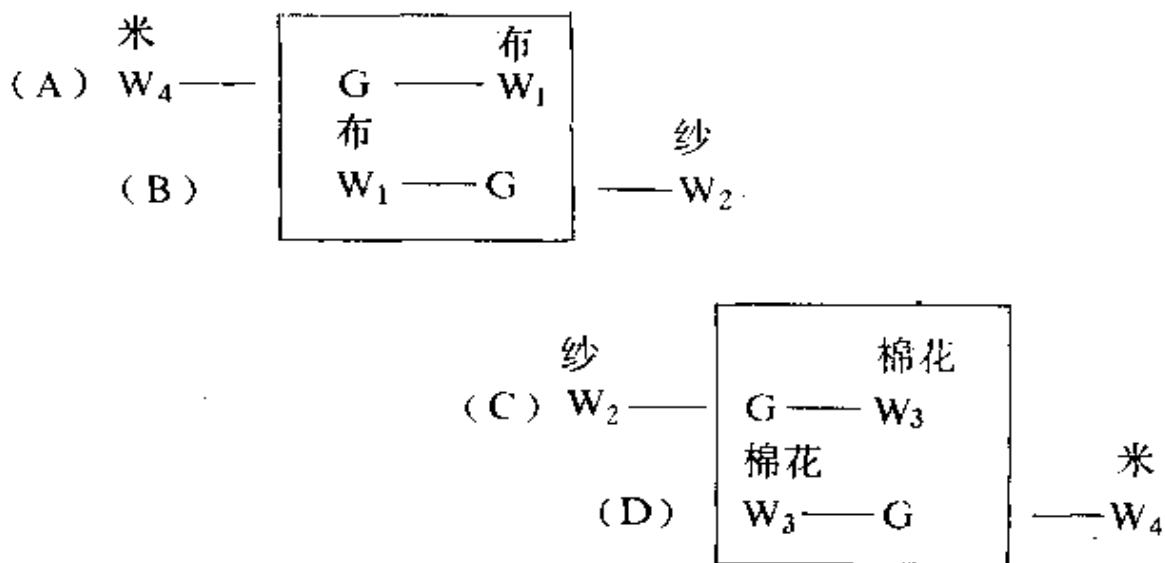 米 布
（A） W₄ — G — W₁
布 纱
（B） W₁ — G — W₂
纱 棉花
（C） W₂ — G — W₃
棉花 米
（D） W₃ — G — W₄